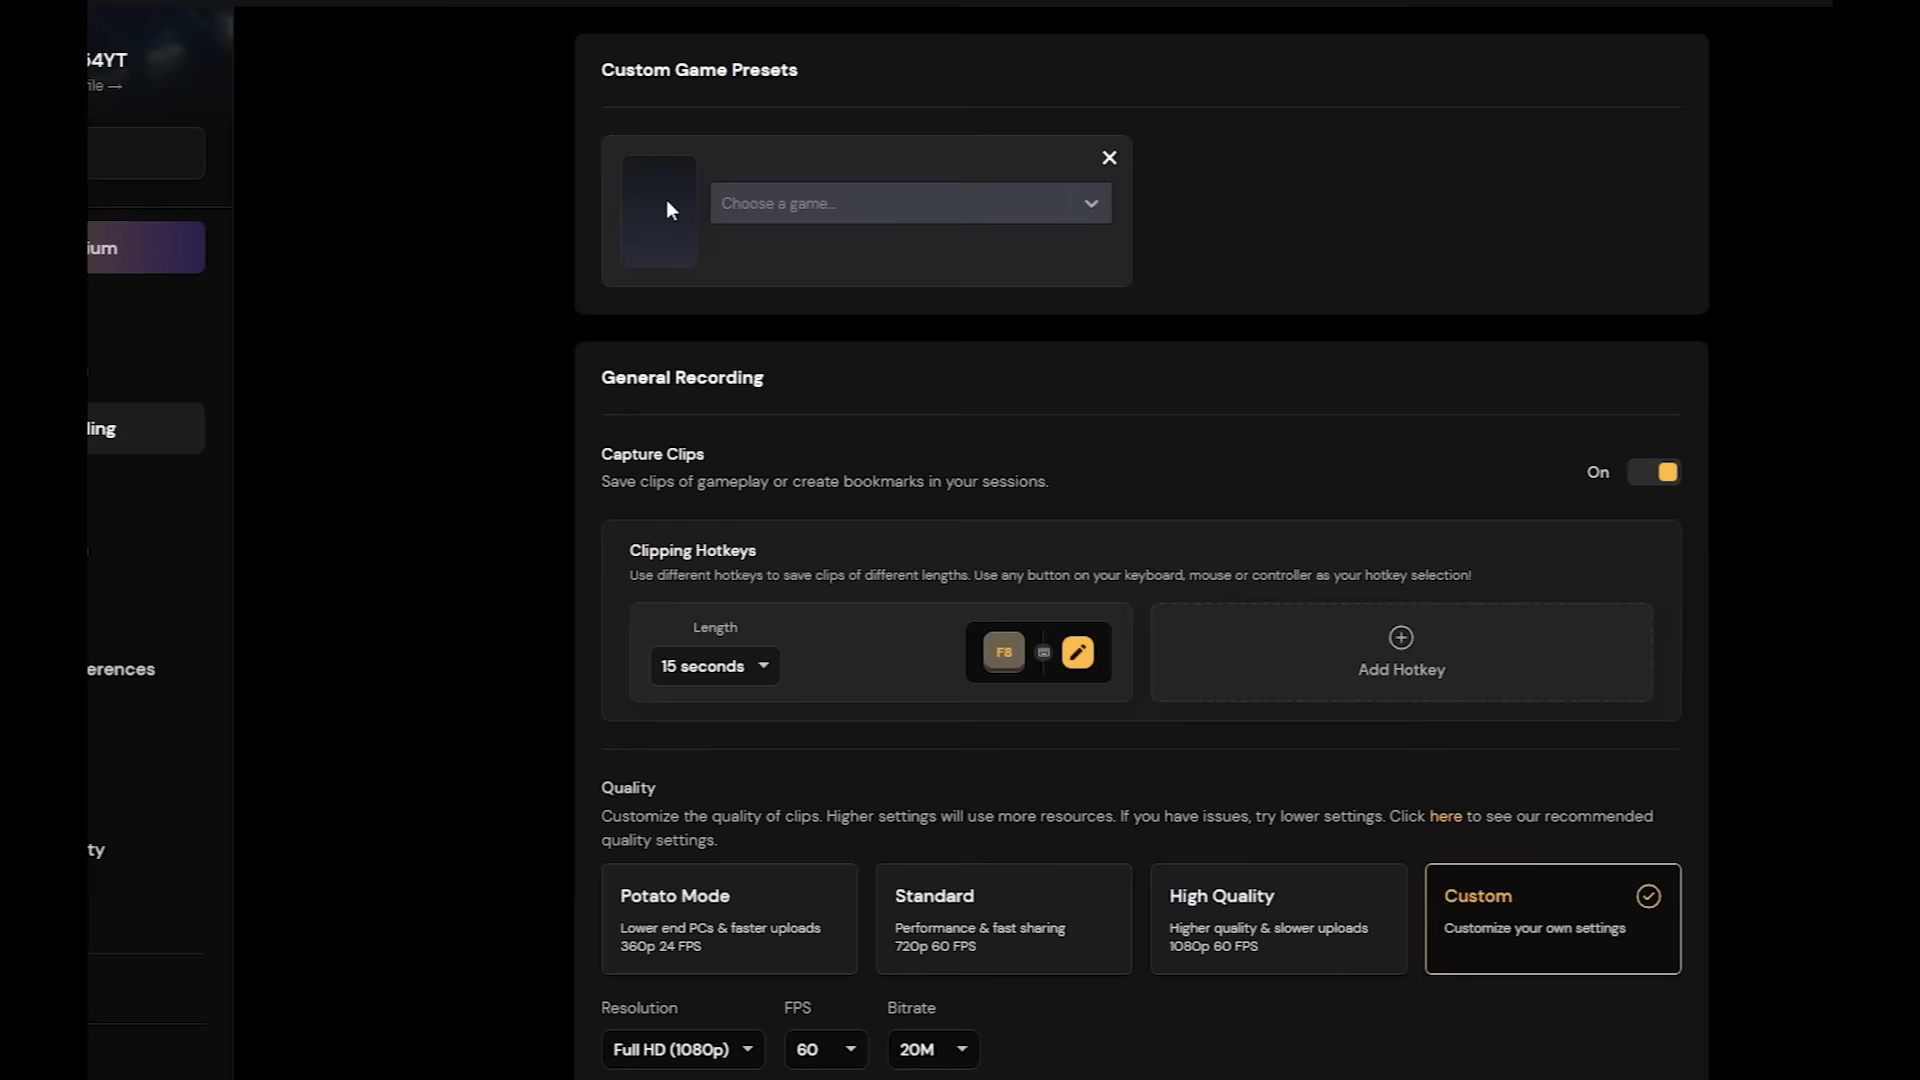 54YT
file →
ium
ling
erences
ty
Custom Game Presets
Choose a game...
General Recording
Capture Clips
Save clips of gameplay or create bookmarks in your sessions.
On
Clipping Hotkeys
Use different hotkeys to save clips of different lengths. Use any button on your keyboard, mouse or controller as your hotkey selection!
Length
15 seconds
F8
Add Hotkey
Quality
Customize the quality of clips. Higher settings will use more resources. If you have issues, try lower settings. Click here to see our recommended
quality settings.
Potato Mode
Lower end PCs & faster uploads
360p 24 FPS
Standard
Performance & fast sharing
720p 60 FPS
High Quality
Higher quality & slower uploads
1080p 60 FPS
Custom
Customize your own settings
Resolution
FPS
Bitrate
Full HD (1080p)
60
20M